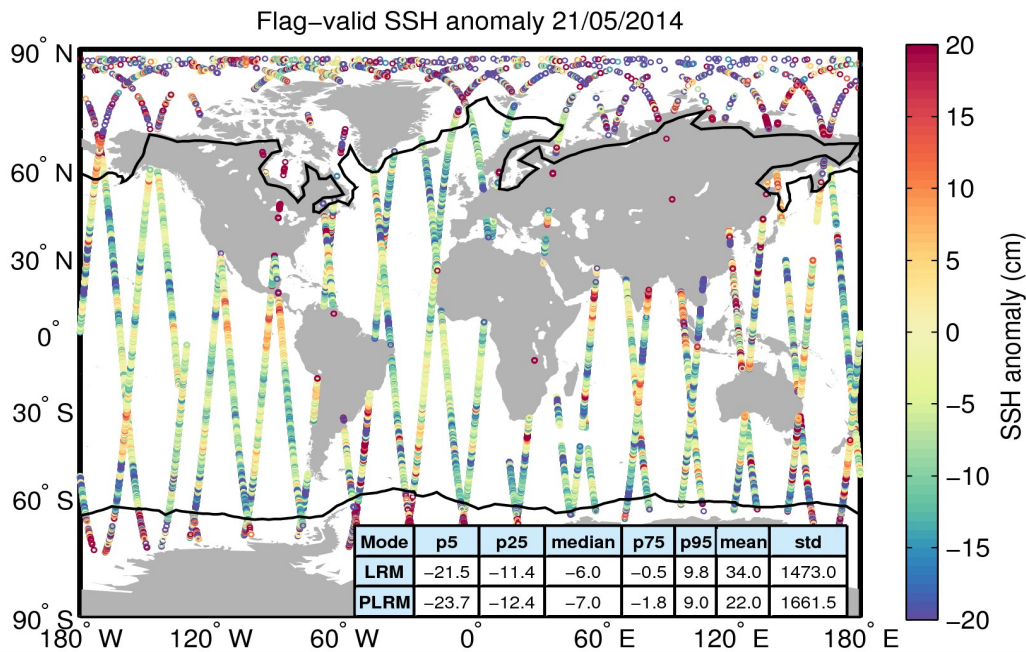 Flag−valid SSH anomaly 21/05/2014
90° N
60° N
30° N
0°
30° S
60° S
90° S
180° W 120° W 60° W 0° 60° E 120° E 180° E
Mode p5 p25 median p75 p95 mean std
LRM −21.5 −11.4 −6.0 −0.5 9.8 34.0 1473.0
PLRM −23.7 −12.4 −7.0 −1.8 9.0 22.0 1661.5
20
15
10
5
0
−5
−10
−15
−20
SSH anomaly (cm)